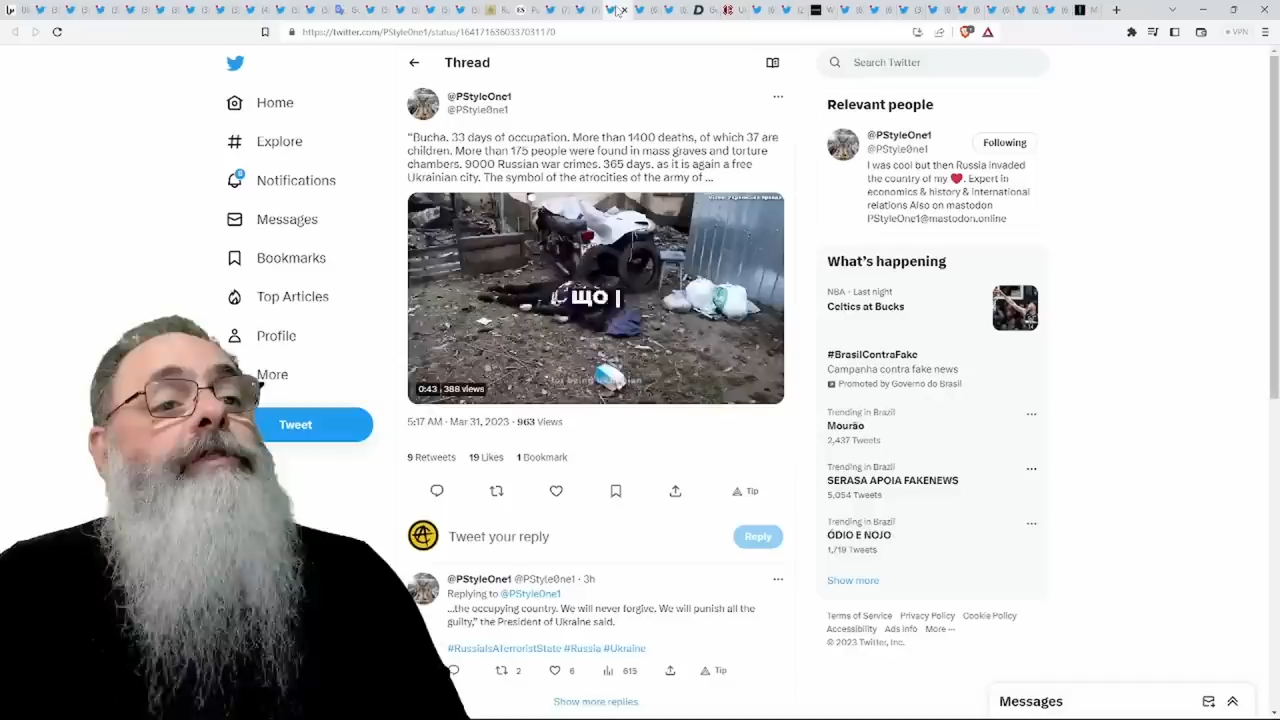 https://twitter.com/PStyle0ne1/status/1641716360337031170
Home
Explore
Notifications
Messages
Bookmarks
Top Articles
Profile
More
Tweet
Thread
@PStyleOne1
@PStyle0ne1
“Bucha. 33 days of occupation. More than 1400 deaths, of which 37 are
children. More than 175 people were found in mass graves and torture
chambers. 9000 Russian war crimes. 365 days, as it is again a free
Ukrainian city. The symbol of the atrocities of the army of ...
ЩО І
for being Ukrainian
0:43 388 views
5:17 AM · Mar 31, 2023 · 963 Views
9 Retweets 19 Likes 1 Bookmark
Tip
Tweet your reply
Reply
@PStyleOne1 @PStyle0ne1 · 3h
Replying to @PStyle0ne1
...the occupying country. We will never forgive. We will punish all the
guilty,” the President of Ukraine said.
#RussiaIsATerroristState #Russia #Ukraine
2 6 615 Tip
Show more replies
Search Twitter
Relevant people
@PStyleOne1
@PStyle0ne1
Following
I was cool but then Russia invaded
the country of my
Expert in
economics & history & international
relations Also on mastodon
PStyleOne1@mastodon.online
What’s happening
NBA · Last night
Celtics at Bucks
#BrasilContraFake
Campanha contra fake news
Promoted by Governo do Brasil
Trending in Brazil
Mourão
2,437 Tweets
Trending in Brazil
SERASA APOIA FAKENEWS
5,054 Tweets
Trending in Brazil
ÓDIO E NOJO
1,719 Tweets
Show more
Terms of Service Privacy Policy Cookie Policy
Accessibility Ads info More ···
© 2023 Twitter, Inc.
Messages
VPN